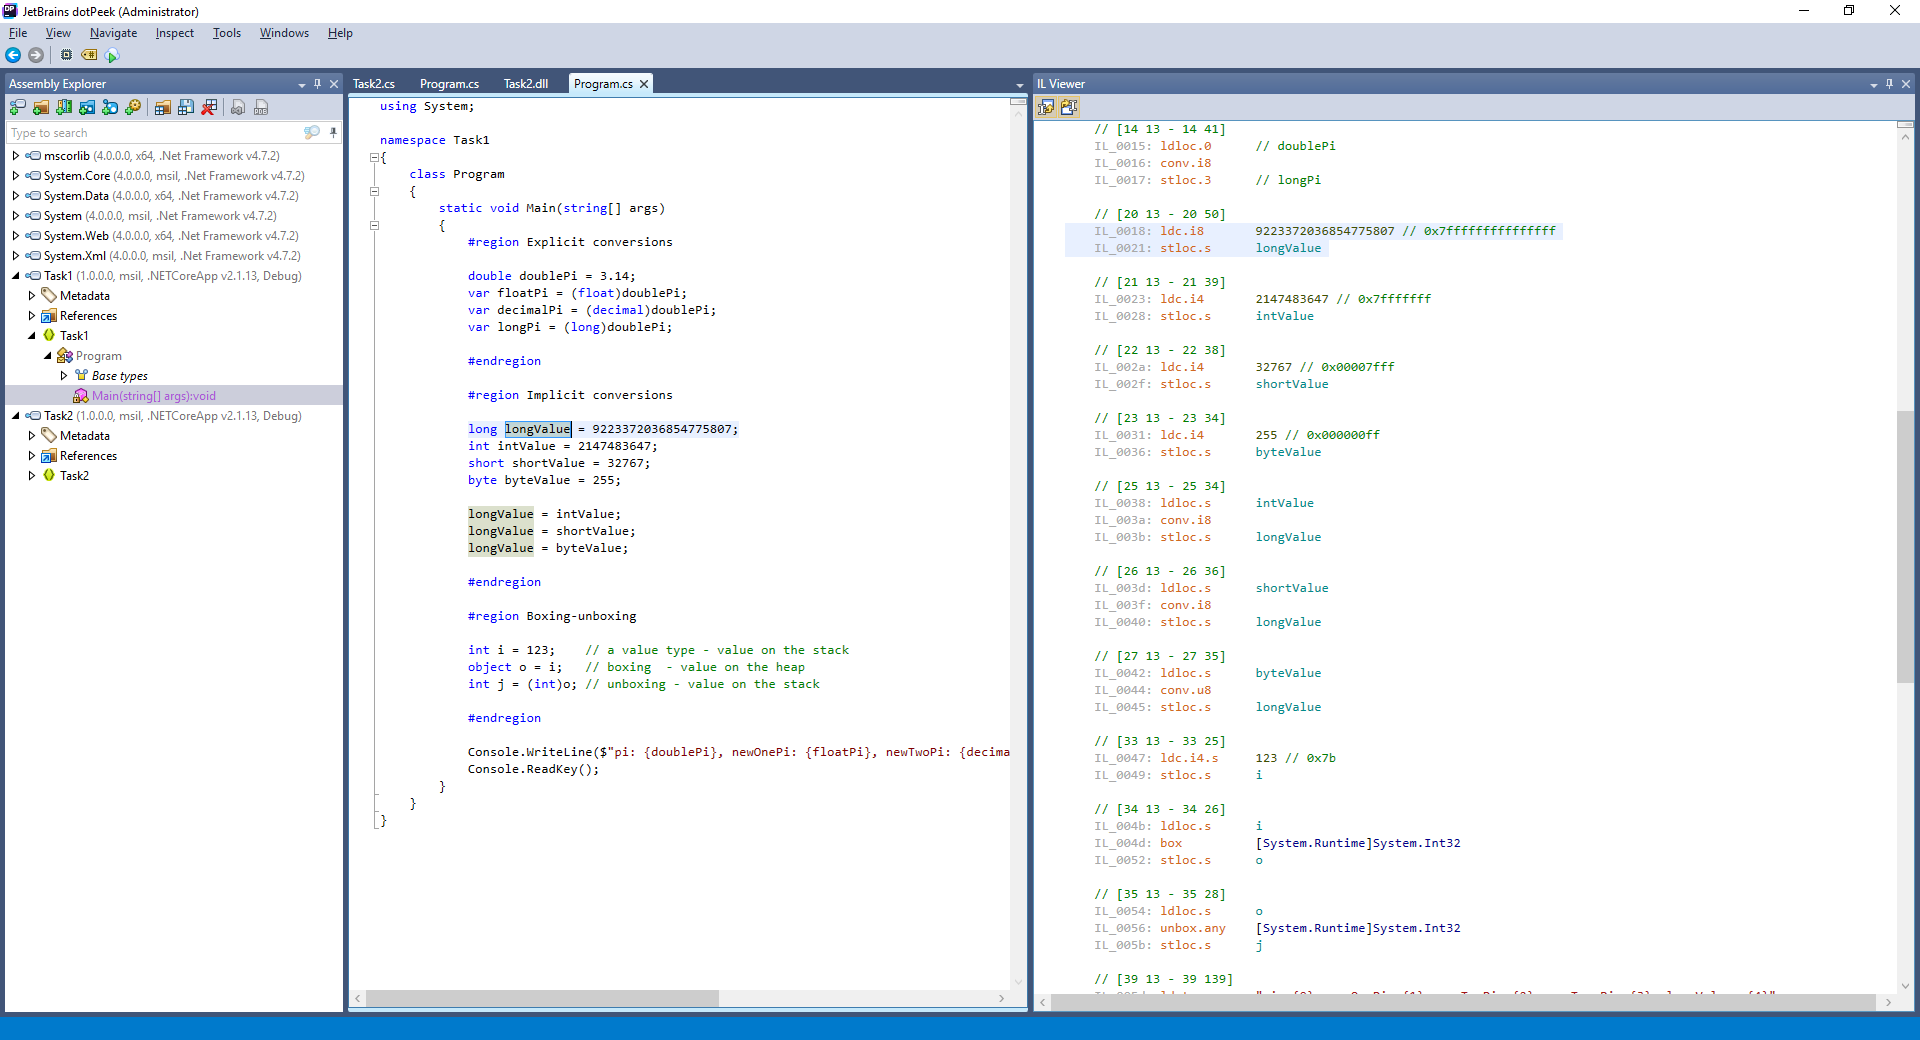 JetBrains dotPeek (Administrator)
File View Navigate Inspect Tools Windows Help
Assembly Explorer
Type to search
mscorlib (4.0.0.0, x64, .Net Framework v4.7.2)
System.Core (4.0.0.0, msil, .Net Framework v4.7.2)
System.Data (4.0.0.0, x64, .Net Framework v4.7.2)
System (4.0.0.0, msil, .Net Framework v4.7.2)
System.Web (4.0.0.0, x64, .Net Framework v4.7.2)
System.Xml (4.0.0.0, msil, .Net Framework v4.7.2)
Task1 (1.0.0.0, msil, .NETCoreApp v2.1.13, Debug)
Metadata
References
Task1
Program
Base types
Main(string[] args):void
Task2 (1.0.0.0, msil, .NETCoreApp v2.1.13, Debug)
Metadata
References
Task2
Task2.cs Program.cs Task2.dll Program.cs
using System;
namespace Task1
{
class Program
{
static void Main(string[] args)
{
#region Explicit conversions
double doublePi = 3.14;
var floatPi = (float)doublePi;
var decimalPi = (decimal)doublePi;
var longPi = (long)doublePi;
#endregion
#region Implicit conversions
long longValue = 9223372036854775807;
int intValue = 2147483647;
short shortValue = 32767;
byte byteValue = 255;
longValue = intValue;
longValue = shortValue;
longValue = byteValue;
#endregion
#region Boxing-unboxing
int i = 123; // a value type - value on the stack
object o = i; // boxing - value on the heap
int j = (int)o; // unboxing - value on the stack
#endregion
Console.WriteLine($"pi: {doublePi}, newOnePi: {floatPi}, newTwoPi: {decima
Console.ReadKey();
}
}
}
IL Viewer
// [14 13 - 14 41]
IL_0015: ldloc.0 // doublePi
IL_0016: conv.i8
IL_0017: stloc.3 // longPi
// [20 13 - 20 50]
IL_0018: ldc.i8 9223372036854775807 // 0x7fffffffffffffff
IL_0021: stloc.s longValue
// [21 13 - 21 39]
IL_0023: ldc.i4 2147483647 // 0x7fffffff
IL_0028: stloc.s intValue
// [22 13 - 22 38]
IL_002a: ldc.i4 32767 // 0x00007fff
IL_002f: stloc.s shortValue
// [23 13 - 23 34]
IL_0031: ldc.i4 255 // 0x000000ff
IL_0036: stloc.s byteValue
// [25 13 - 25 34]
IL_0038: ldloc.s intValue
IL_003a: conv.i8
IL_003b: stloc.s longValue
// [26 13 - 26 36]
IL_003d: ldloc.s shortValue
IL_003f: conv.i8
IL_0040: stloc.s longValue
// [27 13 - 27 35]
IL_0042: ldloc.s byteValue
IL_0044: conv.u8
IL_0045: stloc.s longValue
// [33 13 - 33 25]
IL_0047: ldc.i4.s 123 // 0x7b
IL_0049: stloc.s i
// [34 13 - 34 26]
IL_004b: ldloc.s i
IL_004d: box [System.Runtime]System.Int32
IL_0052: stloc.s o
// [35 13 - 35 28]
IL_0054: ldloc.s o
IL_0056: unbox.any [System.Runtime]System.Int32
IL_005b: stloc.s j
// [39 13 - 39 139]